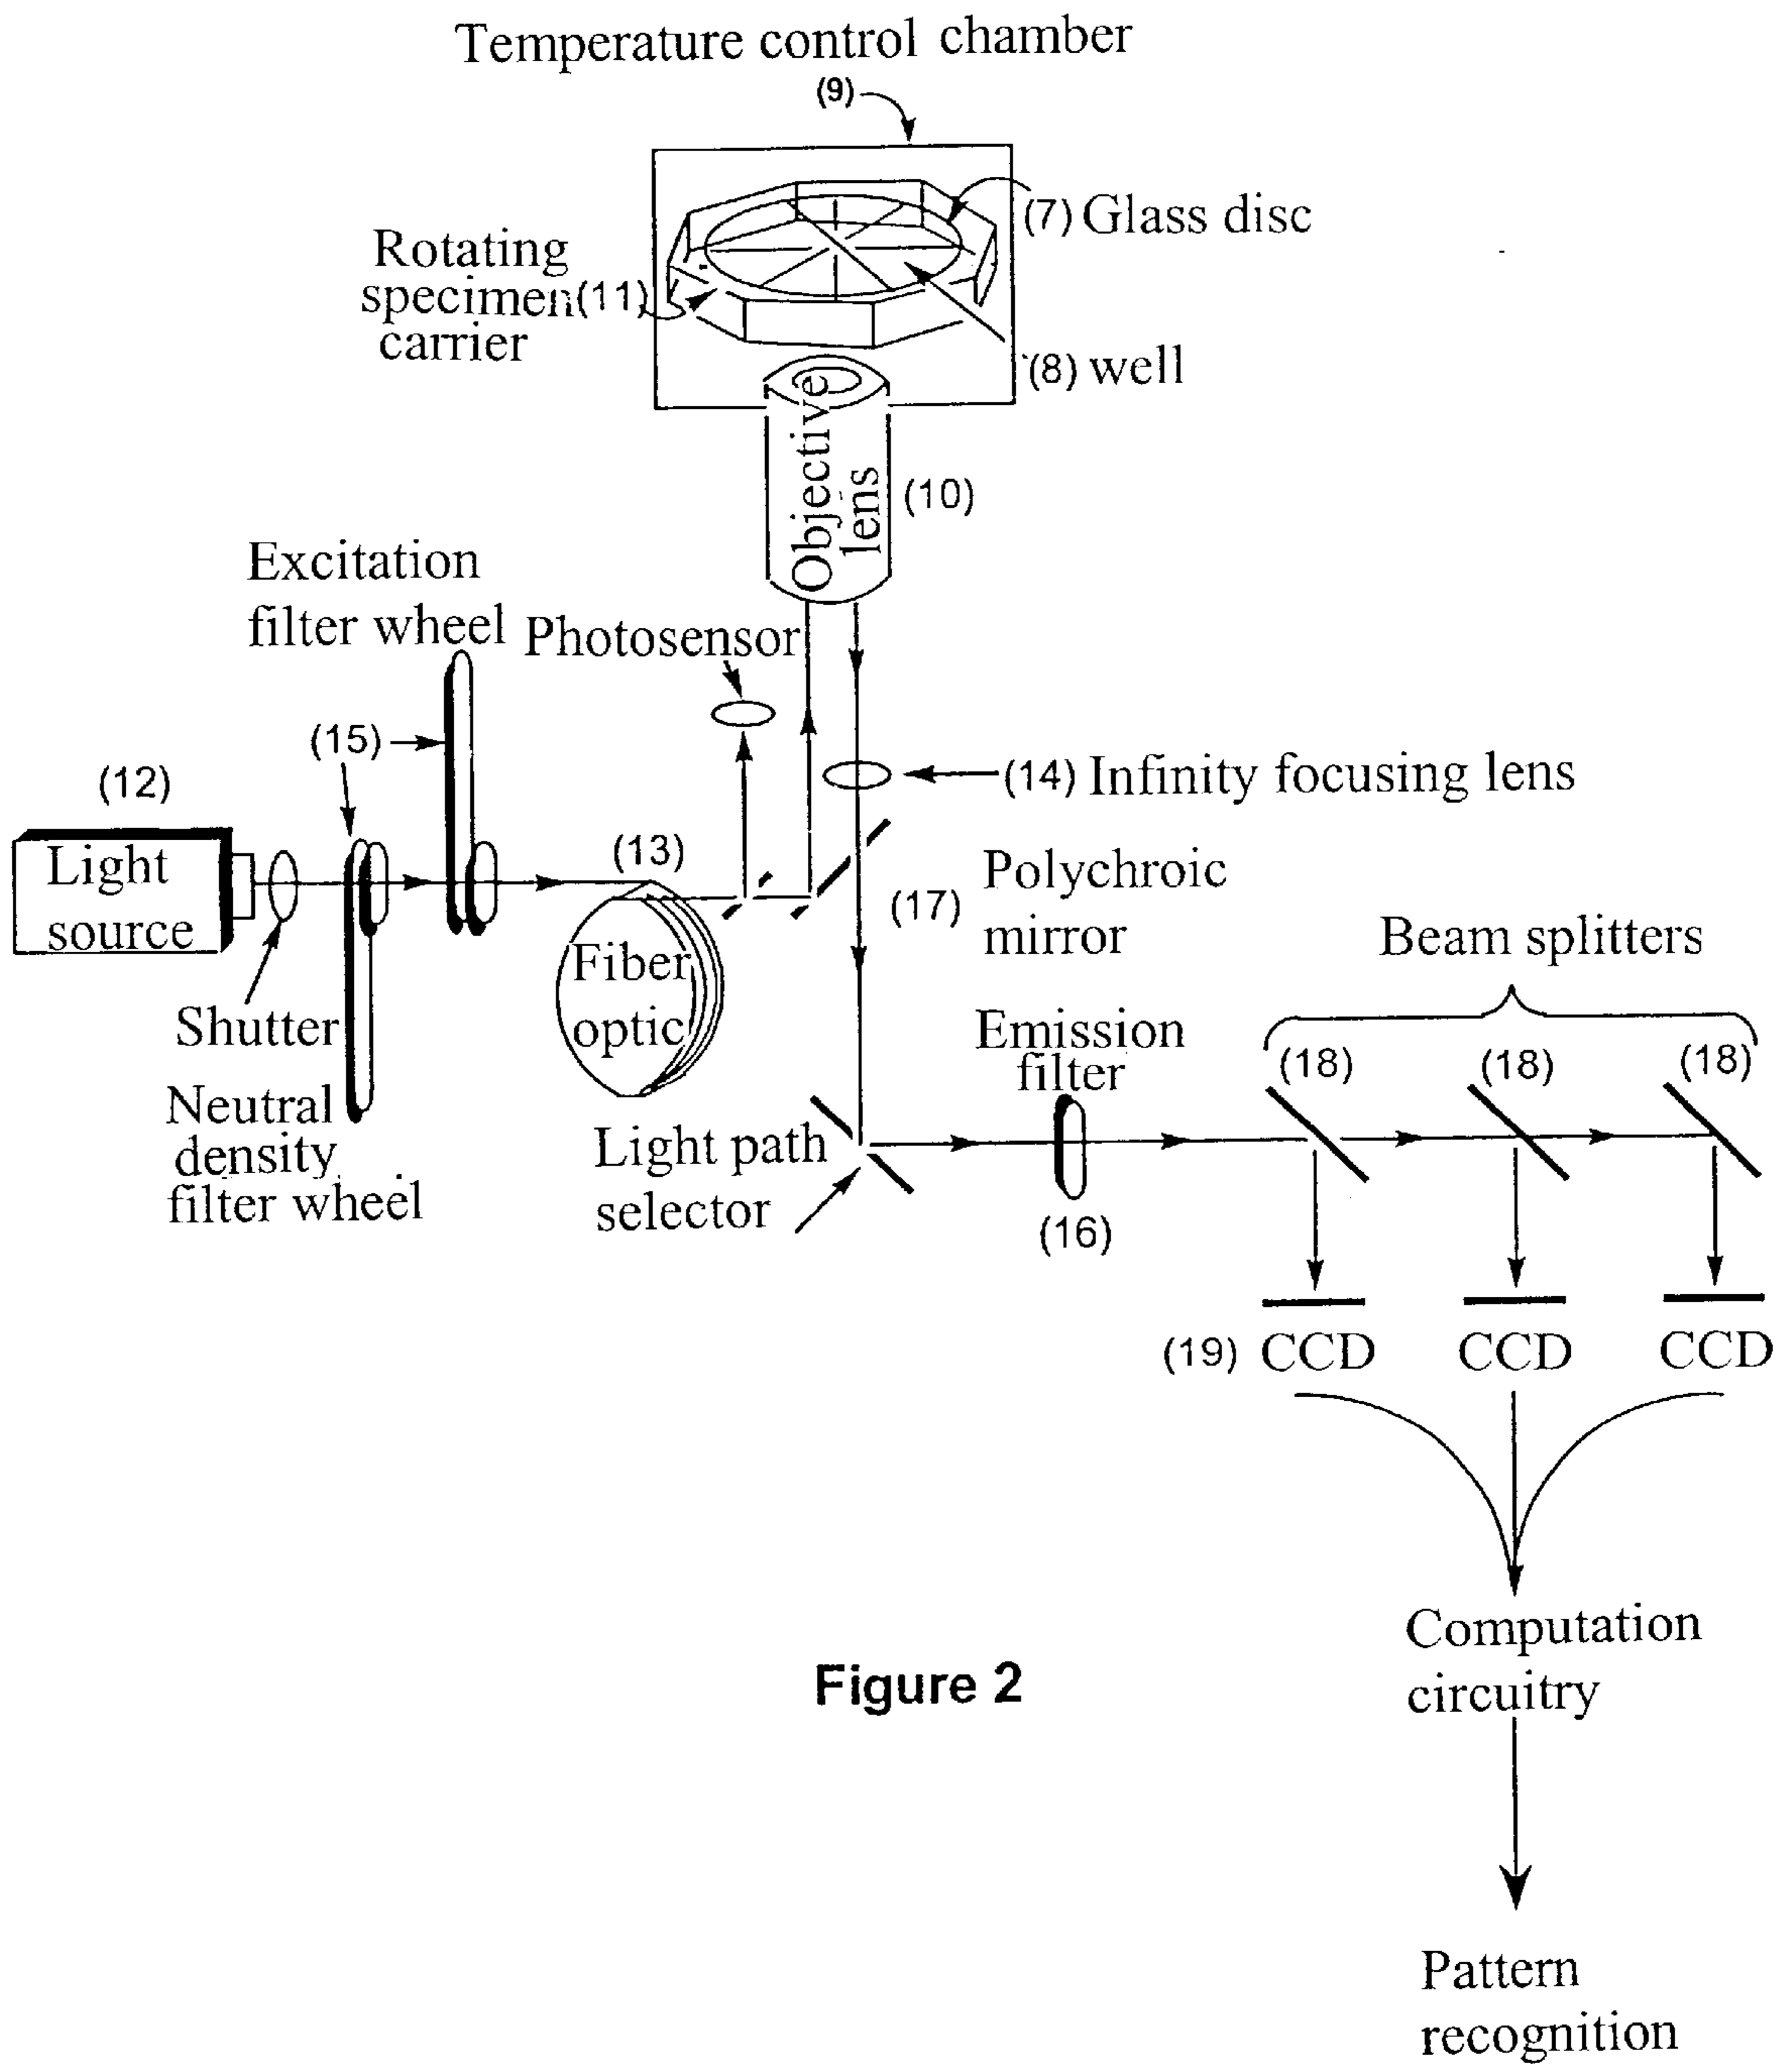 Temperature control chamber
(9)
(7) Glass disc
Rotating
specimen(11)
carrier
(8) well
Objective
lens
(10)
Excitation
filter wheel
Photosensor
(15)
(14) Infinity focusing lens
(12)
Light
source
(13)
Fiber
optic
Polychroic
(17)
mirror
Beam splitters
Shutter
Emission
filter
(18)
(18)
(18)
Neutral
density
filter wheel
Light path
selector
(16)
(19) CCD
CCD
CCD
Computation
circuitry
Figure 2
Pattern
recognition